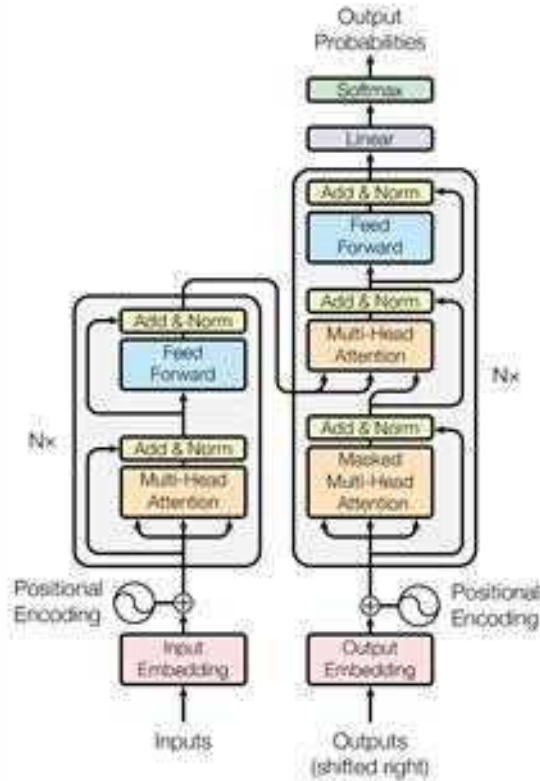 Output
Probabilities
Softmax
Linear
Add & Norm
Feed
Forward
Add & Norm
Multi-Head
Attention
Add & Norm
Masked
Multi-Head
Attention
Nx
Add & Norm
Feed
Forward
Add & Norm
Multi-Head
Attention
Nx
Positional
Encoding
Positional
Encoding
Input
Embedding
Output
Embedding
Inputs
Outputs
(shifted right)